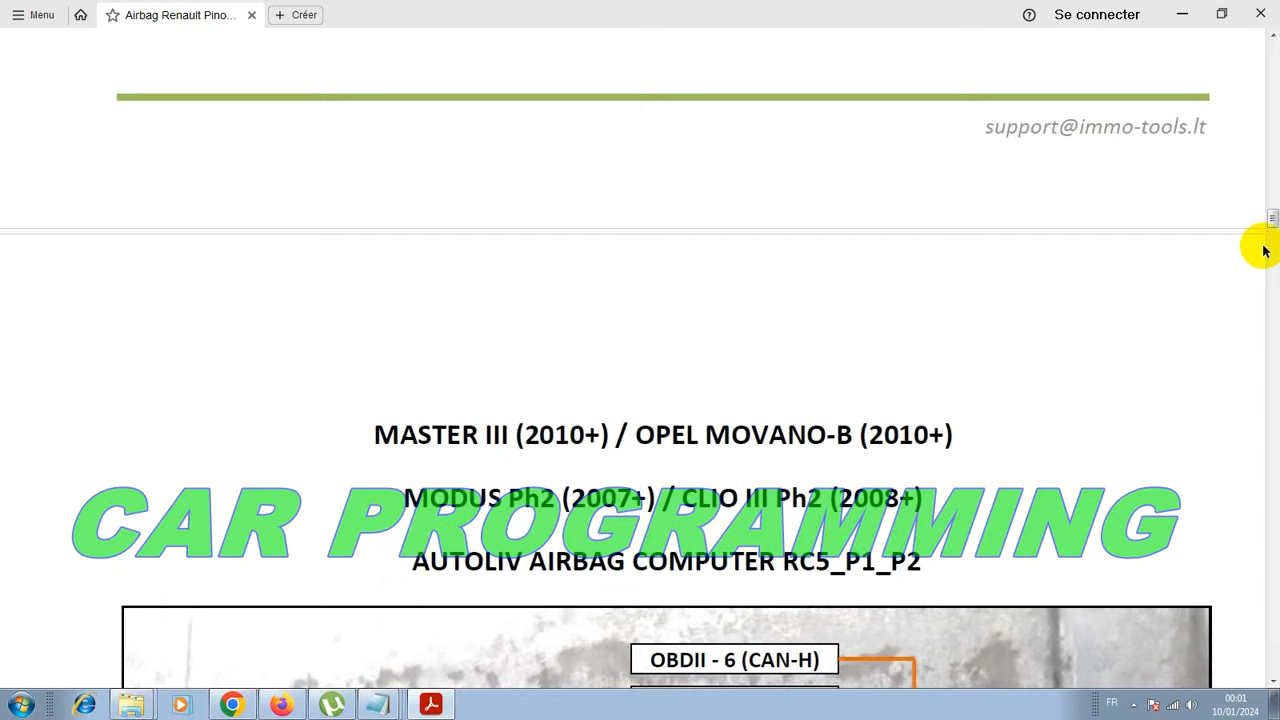 Menu
Airbag Renault Pino...
Créer
Se connecter
support@immo-tools.lt
MASTER III (2010+) / OPEL MOVANO-B (2010+)
MODUS Ph2 (2007+) / CLIO III Ph2 (2008+)
CAR PROGRAMMING
AUTOLIV AIRBAG COMPUTER RC5_P1_P2
OBDII - 6 (CAN-H)
FR
00:01
10/01/2024